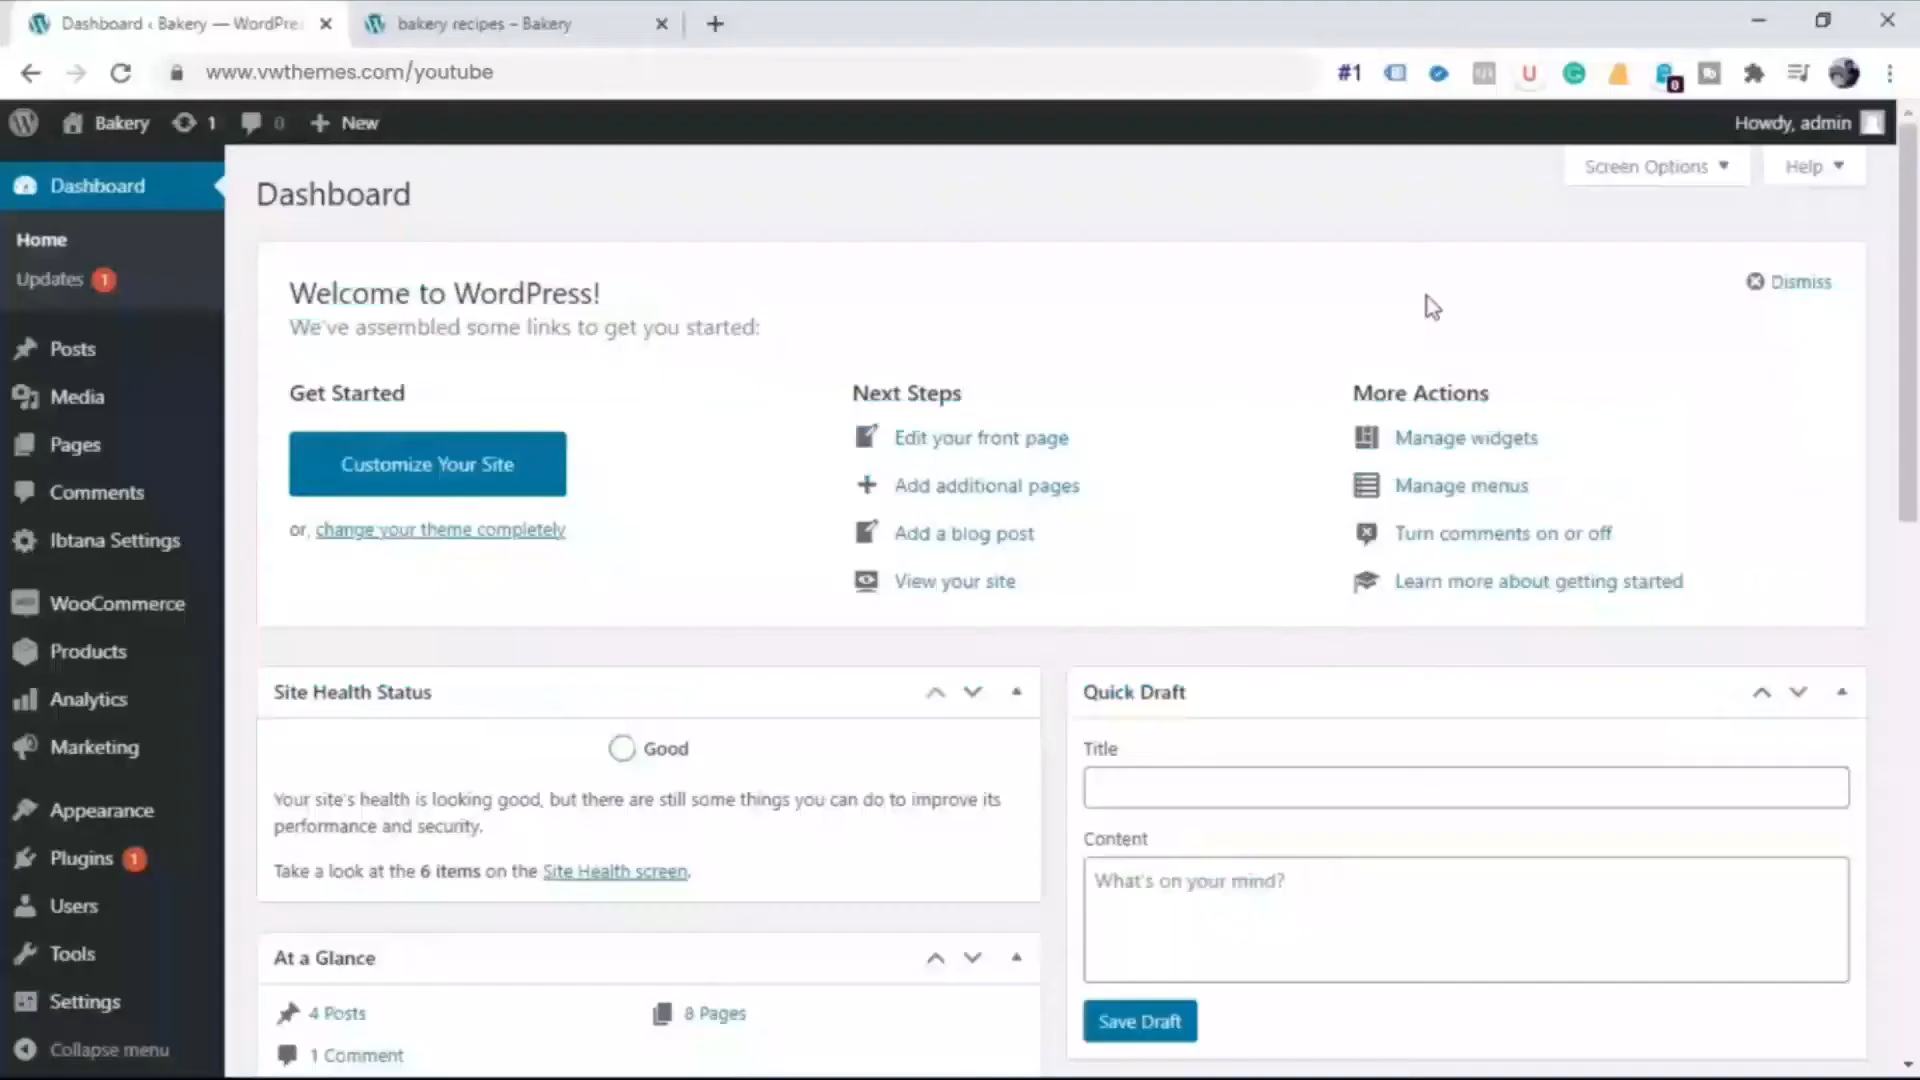 Dashboard ‹ Bakery — WordPre
bakery recipes – Bakery
www.vwthemes.com/youtube
#1
U
0
Bakery
1
0
New
Howdy, admin
Dashboard
Home
Updates 1
Posts
Media
Pages
Comments
Ibtana Settings
WooCommerce
Products
Analytics
Marketing
Appearance
Plugins 1
Users
Tools
Settings
Collapse menu
Screen Options
Help
Dashboard
Welcome to WordPress!
We've assembled some links to get you started:
Dismiss
Get Started
Customize Your Site
or, change your theme completely
Next Steps
Edit your front page
Add additional pages
Add a blog post
View your site
More Actions
Manage widgets
Manage menus
Turn comments on or off
Learn more about getting started
Site Health Status
Good
Your site's health is looking good, but there are still some things you can do to improve its
performance and security.
Take a look at the 6 items on the Site Health screen.
At a Glance
4 Posts
8 Pages
1 Comment
Quick Draft
Title
Content
What's on your mind?
Save Draft